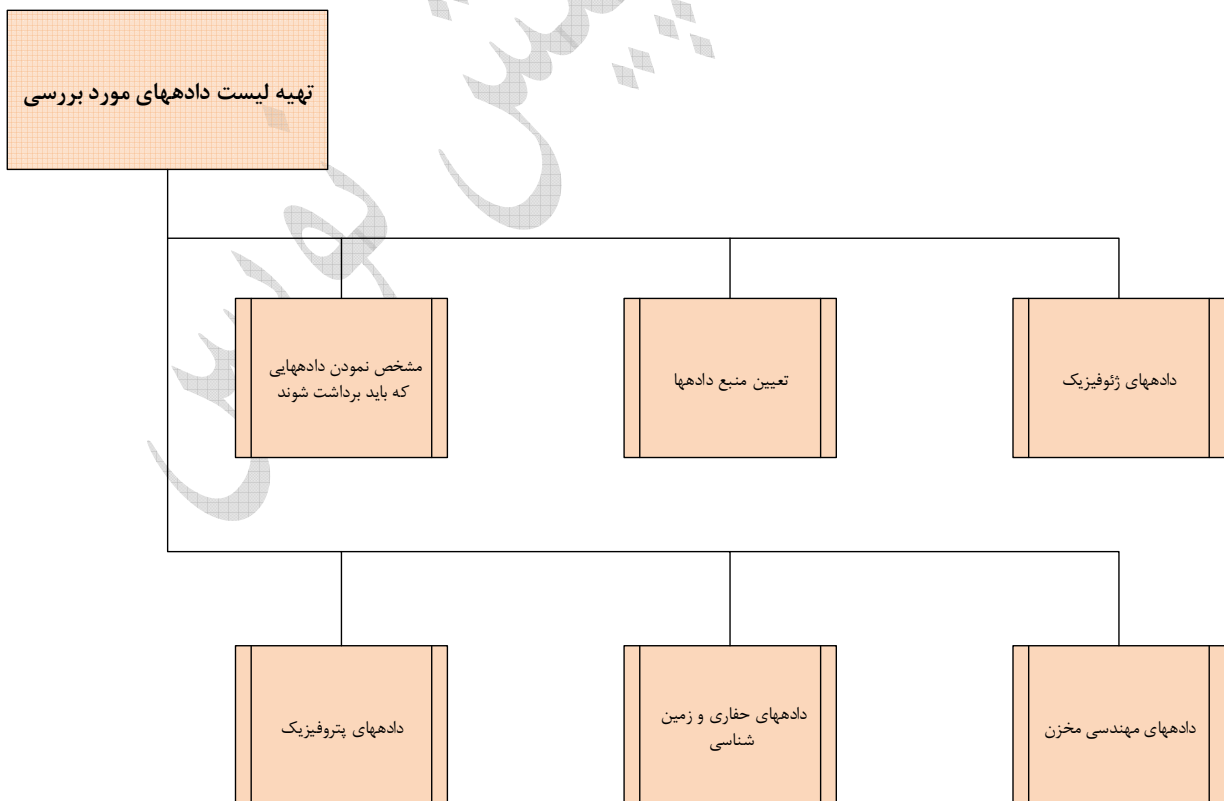 تهیه لیست دادههای مورد بررسی
دادههای ژئوفیزیک
تعیین منبع دادهها
مشخص نمودن دادههایی
که باید برداشت شوند
دادههای مهندسی مخزن
دادههای حفاری و زمین
شناسی
دادههای پتروفیزیک